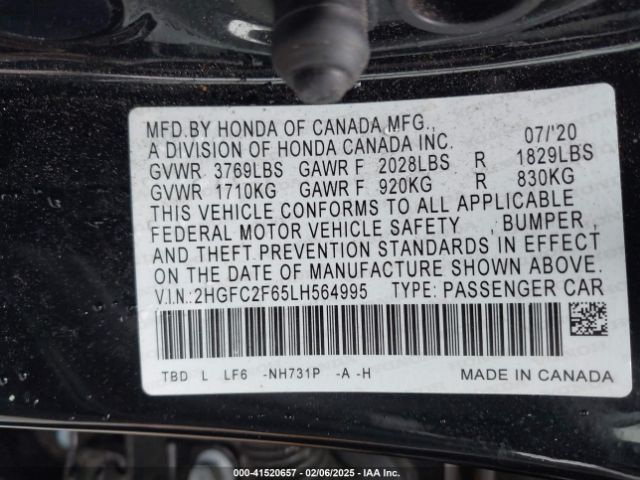 MFD.BY HONDA OF CANADA MFG.,
A DIVISION OF HONDA CANADA INC. 07/'20
GVWR 3769LBS GAWR F 2028LBS R 1829LBS
GVWR 1710KG GAWR F 920KG R 830KG
THIS VEHICLE CONFORMS TO ALL APPLICABLE
FEDERAL MOTOR VEHICLE SAFETY , BUMPER ,
AND THEFT PREVENTION STANDARDS IN EFFECT
ON THE DATE OF MANUFACTURE SHOWN ABOVE.
V.I.N.:2HGFC2F65LH564995 TYPE: PASSENGER CAR
TBD L LF6 -NH731P -A -H MADE IN CANADA
000-41520657 - 02/06/2025 - IAA Inc.